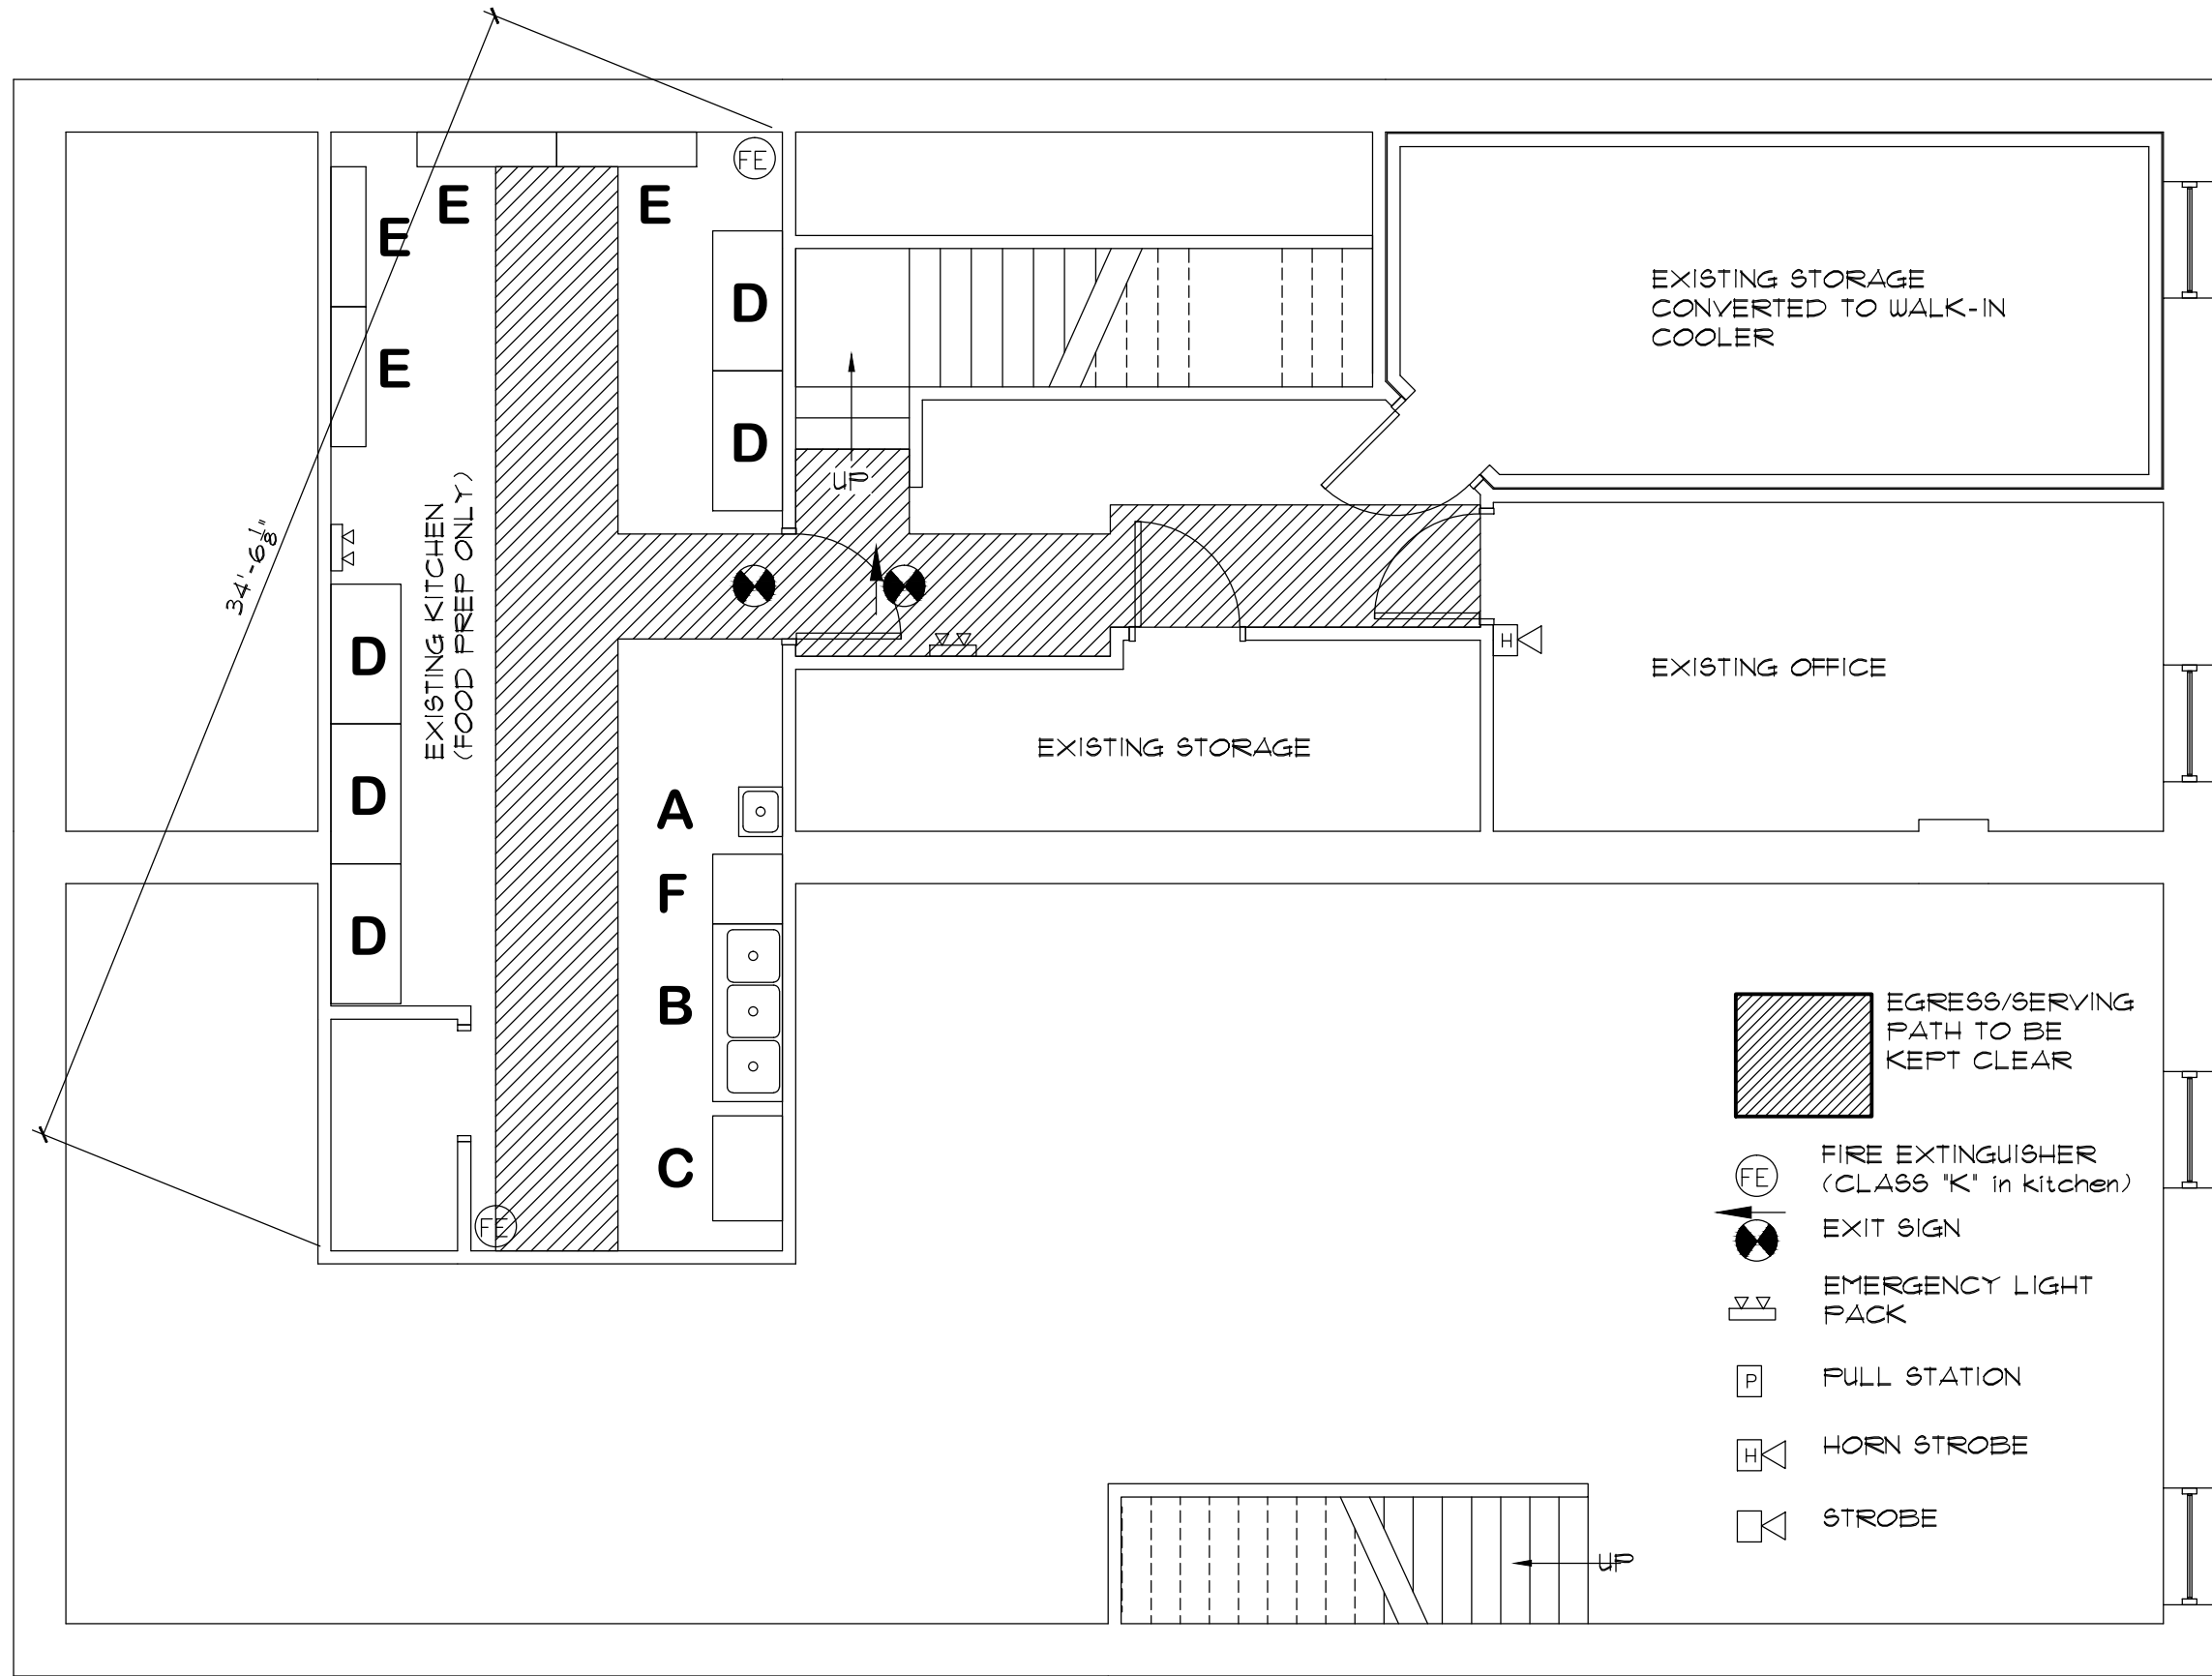 FE
E
E
E
E
D
D
EXISTING STORAGE
CONVERTED TO WALK-IN
COOLER
UP
34'-6 1/8"
EXISTING KITCHEN
(FOOD PREP ONLY)
H
EXISTING OFFICE
D
D
D
EXISTING STORAGE
A
F
B
C
FE
EGRESS/SERVING
PATH TO BE
KEPT CLEAR
FE
FIRE EXTINGUISHER
(CLASS "K" in kitchen)
EXIT SIGN
EMERGENCY LIGHT
PACK
P
PULL STATION
H
HORN STROBE
STROBE
UP